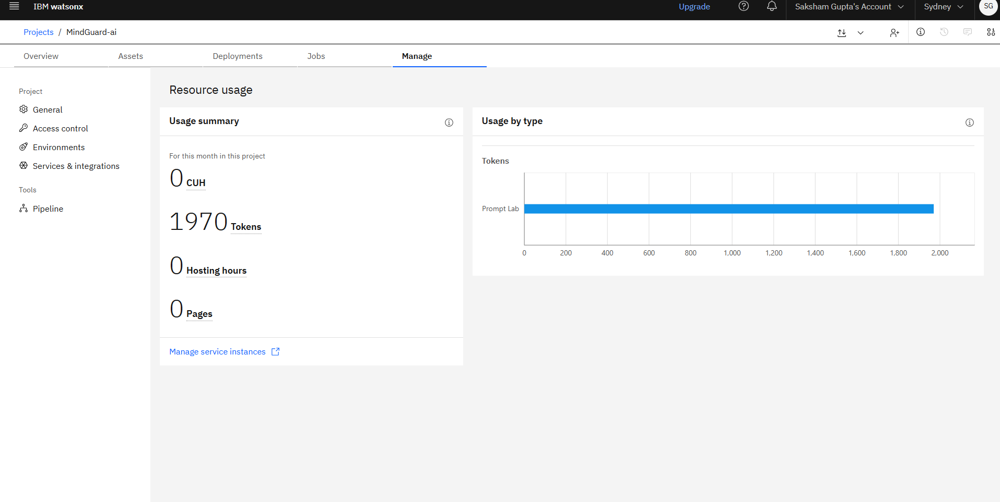 IBM watsonx
Upgrade
Saksham Gupta's Account
Sydney
SG
Projects / MindGuard-ai
Overview
Assets
Deployments
Jobs
Manage
Project
General
Access control
Environments
Services & integrations
Tools
Pipeline
Resource usage
Usage summary
For this month in this project
0 CUH
1970 Tokens
0 Hosting hours
0 Pages
Manage service instances
Usage by type
Tokens
Prompt Lab
0 200 400 600 800 1,000 1,200 1,400 1,600 1,800 2,000